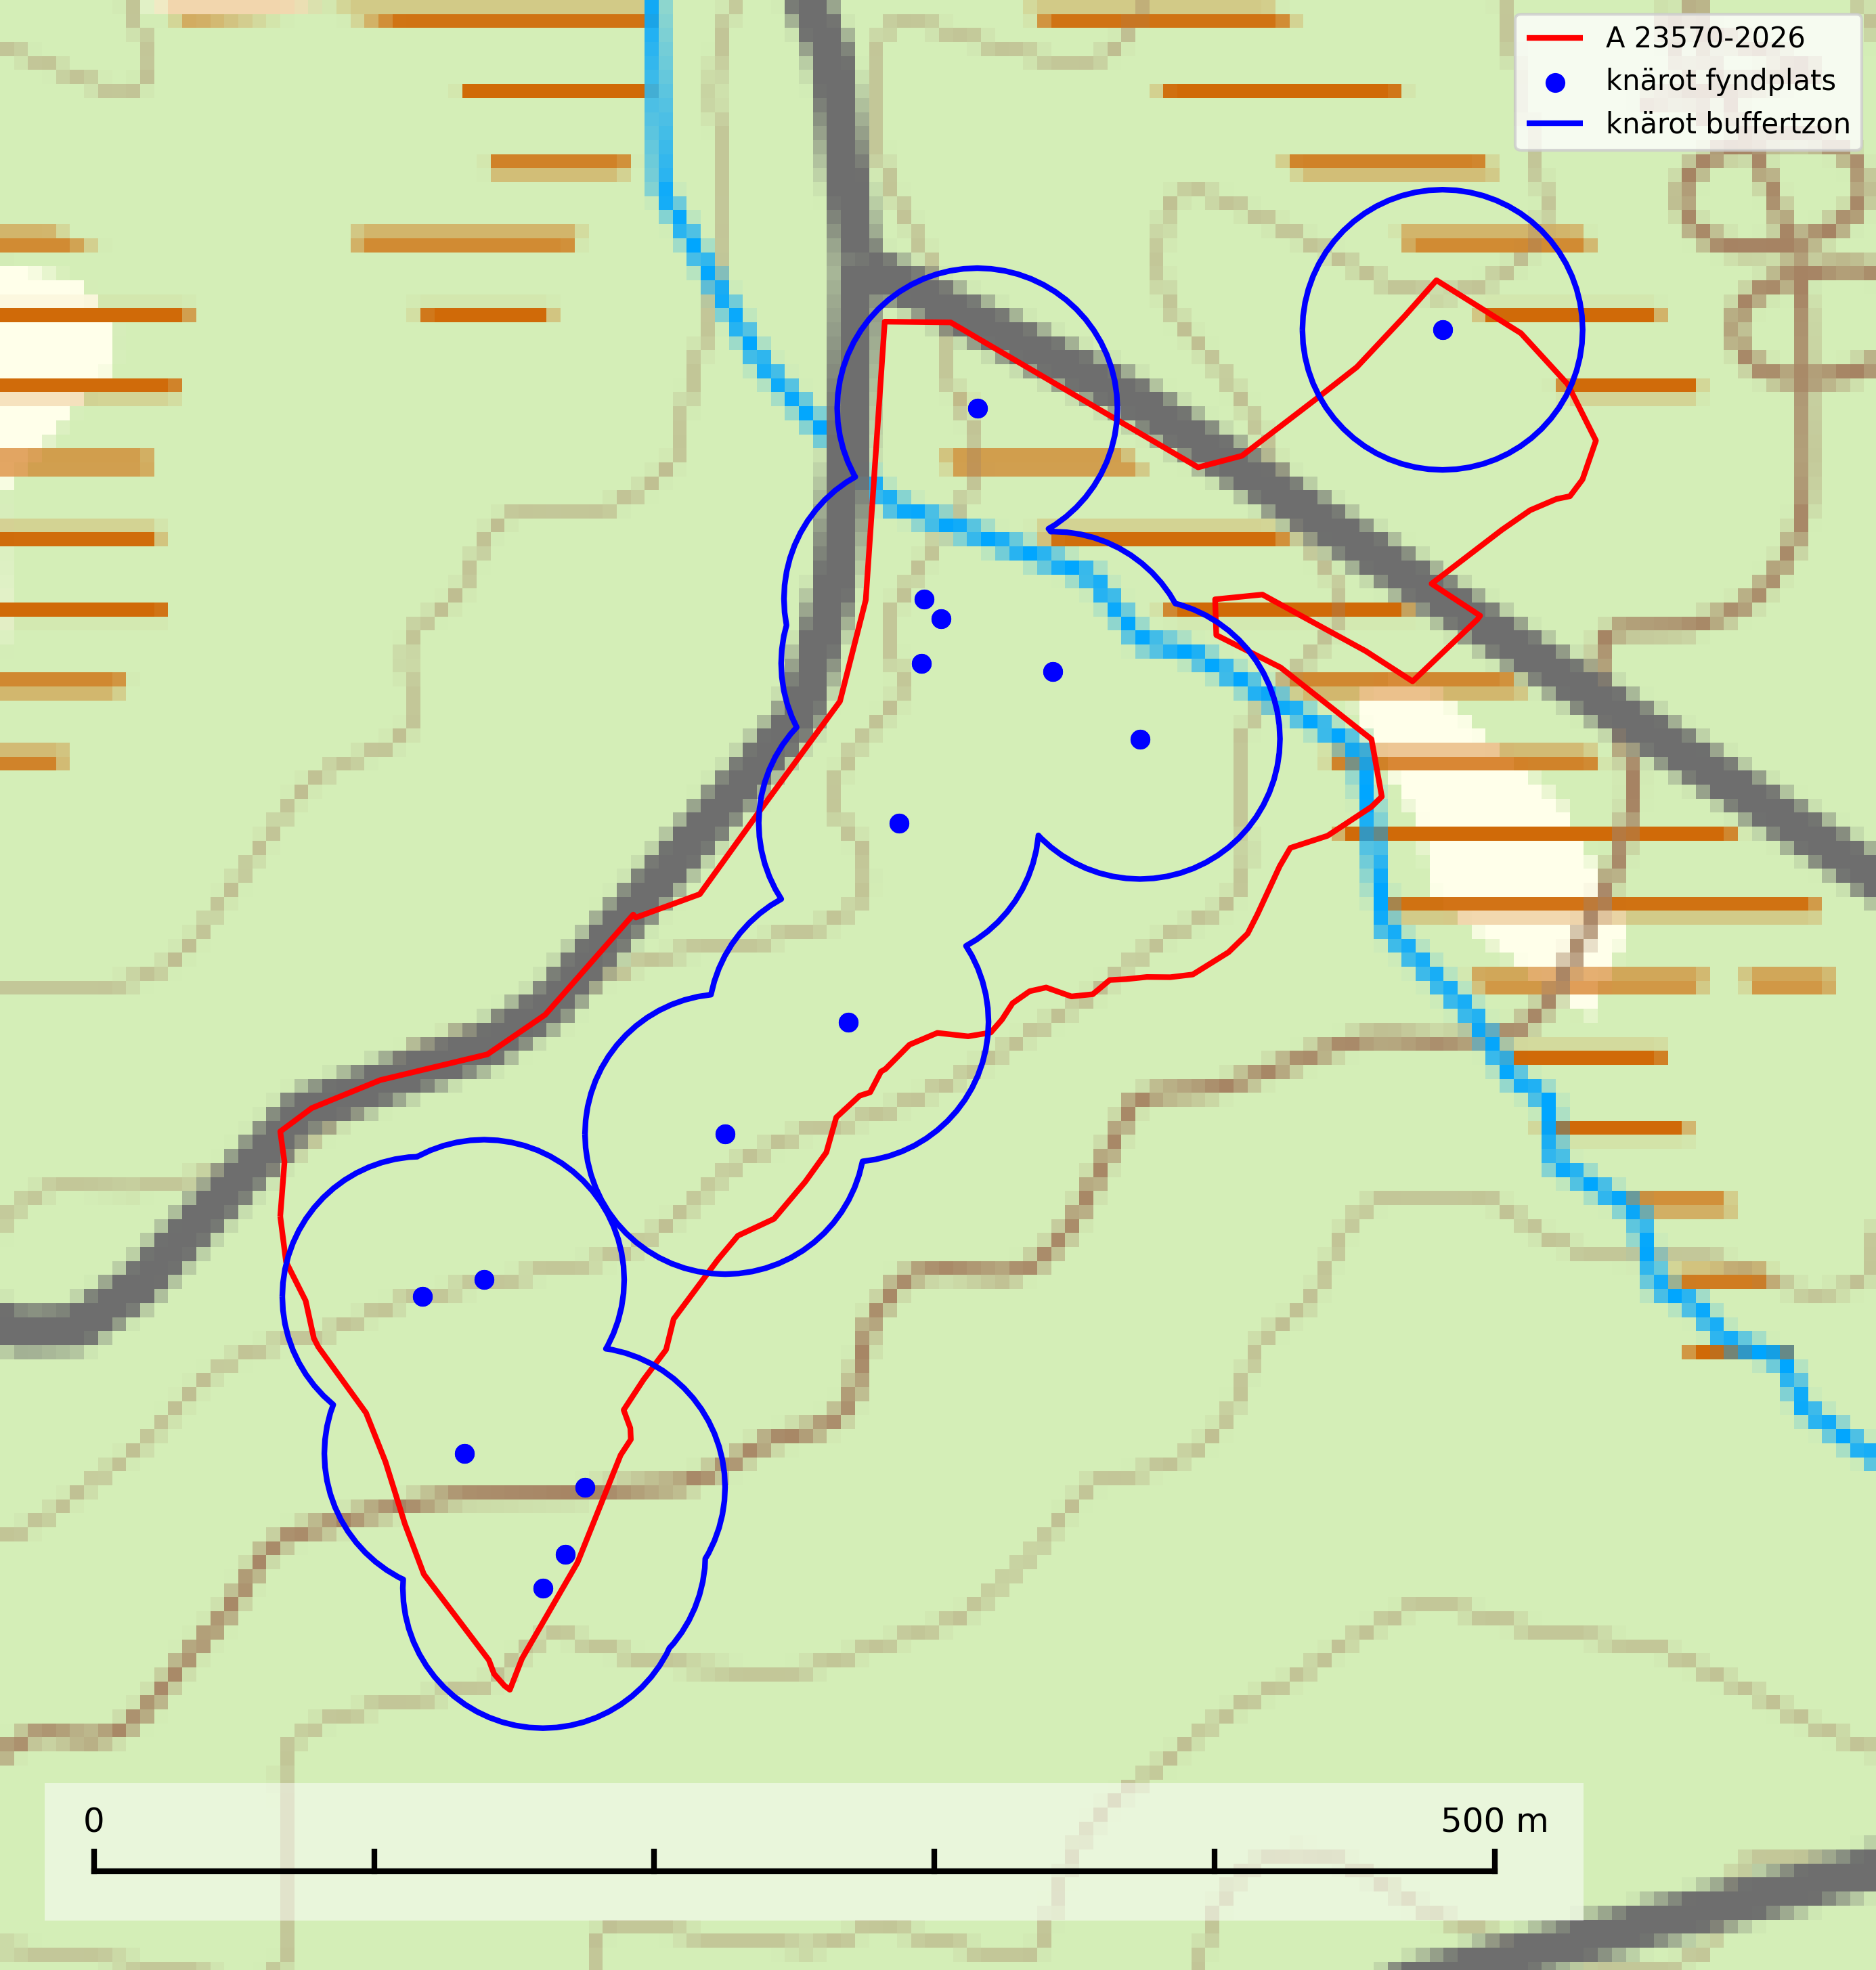 A 23570-2026
knärot fyndplats
knärot buffertzon
0
500 m